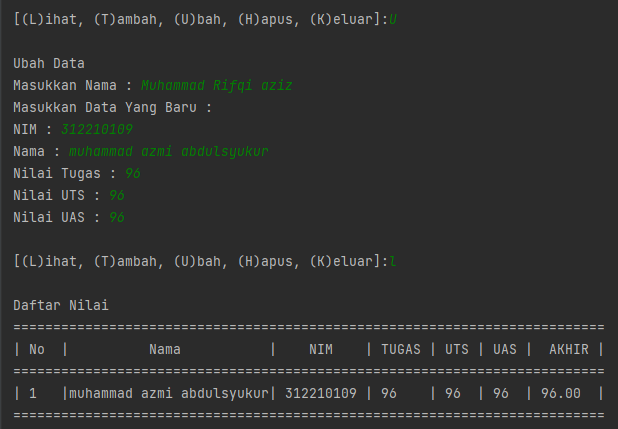 [(L)ihat, (T)ambah, (U)bah, (H)apus, (K)eluar]:U
Ubah Data
Masukkan Nama : Muhammad Rifqi aziz
Masukkan Data Yang Baru :
NIM : 312210109
Nama : muhammad azmi abdulsyukur
Nilai Tugas : 96
Nilai UTS : 96
Nilai UAS : 96
[(L)ihat, (T)ambah, (U)bah, (H)apus, (K)eluar]:l
Daftar Nilai
==========================================================================
| No  |          Nama           |    NIM    | TUGAS | UTS | UAS |  AKHIR |
==========================================================================
| 1   |muhammad azmi abdulsyukur| 312210109 | 96    | 96  | 96  | 96.00  |
==========================================================================